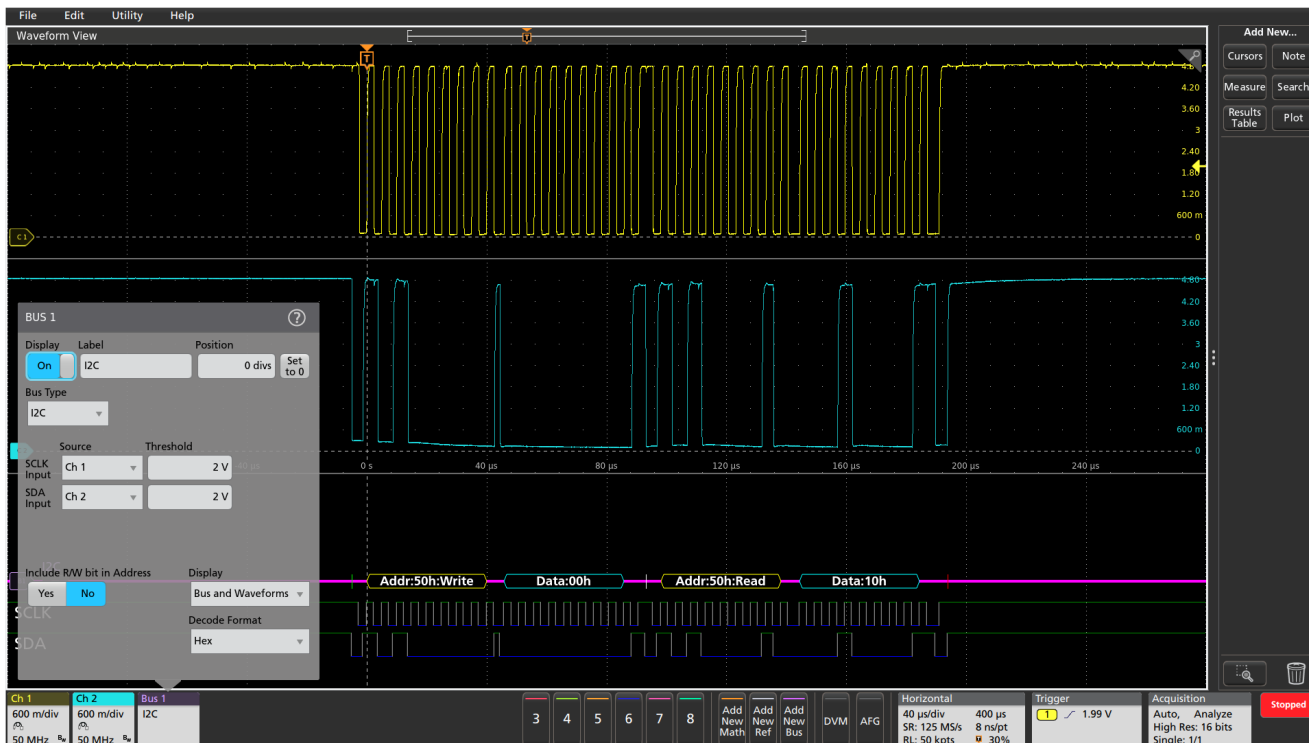 File Edit Utility Help
Waveform View
T
T
4.80
4.20
3.60
3
2.40
1.80
1.20
600 m
0
C1
4.80
4.20
3.60
3
2.40
1.80
1.20
600 m
0
0 s 40 µs 80 µs 120 µs 160 µs 200 µs 240 µs
BUS 1 ?
Display Label Position
On I2C 0 divs Set to 0
Bus Type
I2C
Source Threshold
SCLK Input Ch 1 2 V
SDA Input Ch 2 2 V
Include R/W bit in Address Display
Yes No Bus and Waveforms
Decode Format
Hex
I2C
SCLK
SDA
Addr:50h:Write Data:00h Addr:50h:Read Data:10h
Add New...
Cursors Note
Measure Search
Results Table Plot
Ch 1
600 m/div
50 MHz
Ch 2
600 m/div
50 MHz
Bus 1
I2C
3 4 5 6 7 8
Add New Math
Add New Ref
Add New Bus
DVM AFG
Horizontal
40 µs/div 400 µs
SR: 125 MS/s 8 ns/pt
RL: 50 kpts 30%
Trigger
1 1.99 V
Acquisition
Auto, Analyze
High Res: 16 bits
Single: 1/1
Stopped